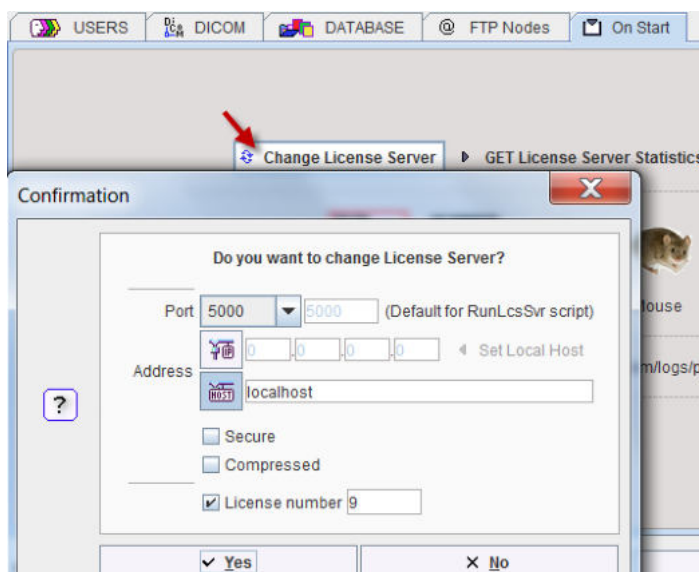 USERS DICOM DATABASE @ FTP Nodes On Start
Change License Server GET License Server Statistics
Confirmation
Do you want to change License Server?
Port 5000 5000 (Default for RunLcsSvr script)
0 .0 .0 .0 Set Local Host
Address
HOST localhost
?
Secure
Compressed
License number 9
Yes No
ouse
m/logs/p